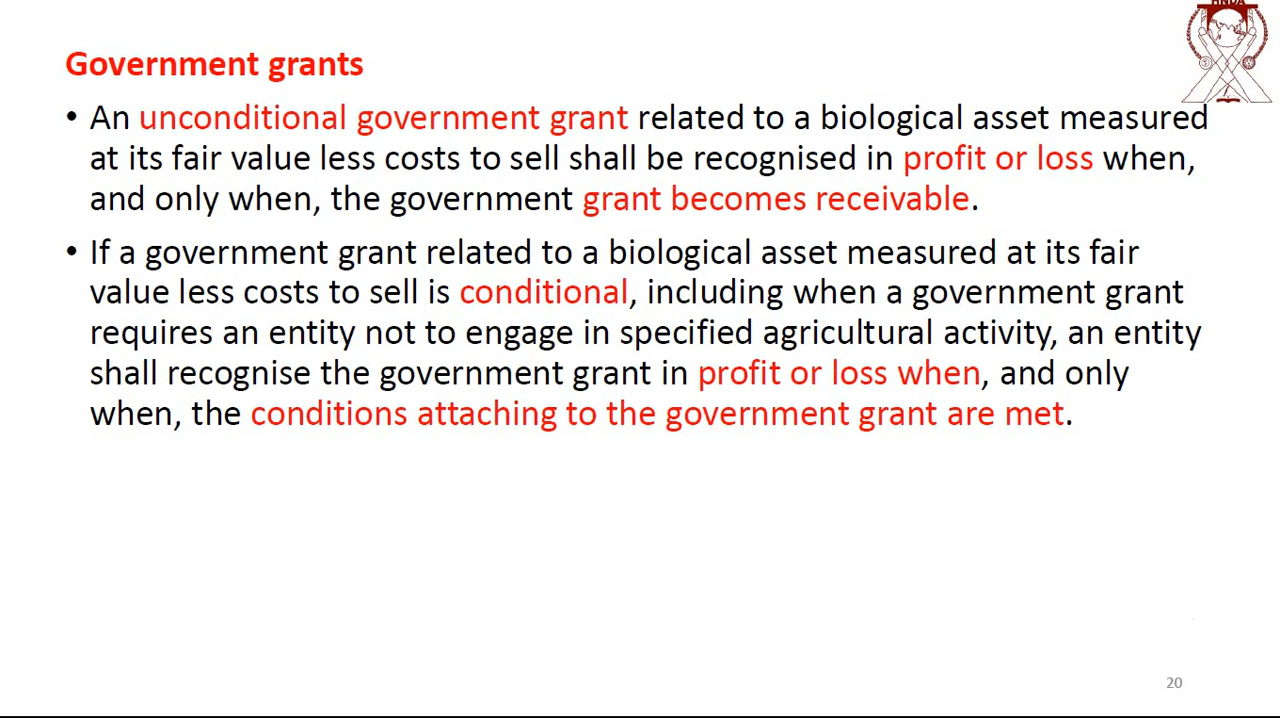 HNDA
Government grants
• An unconditional government grant related to a biological asset measured
at its fair value less costs to sell shall be recognised in profit or loss when,
and only when, the government grant becomes receivable.
• If a government grant related to a biological asset measured at its fair
value less costs to sell is conditional, including when a government grant
requires an entity not to engage in specified agricultural activity, an entity
shall recognise the government grant in profit or loss when, and only
when, the conditions attaching to the government grant are met.
20